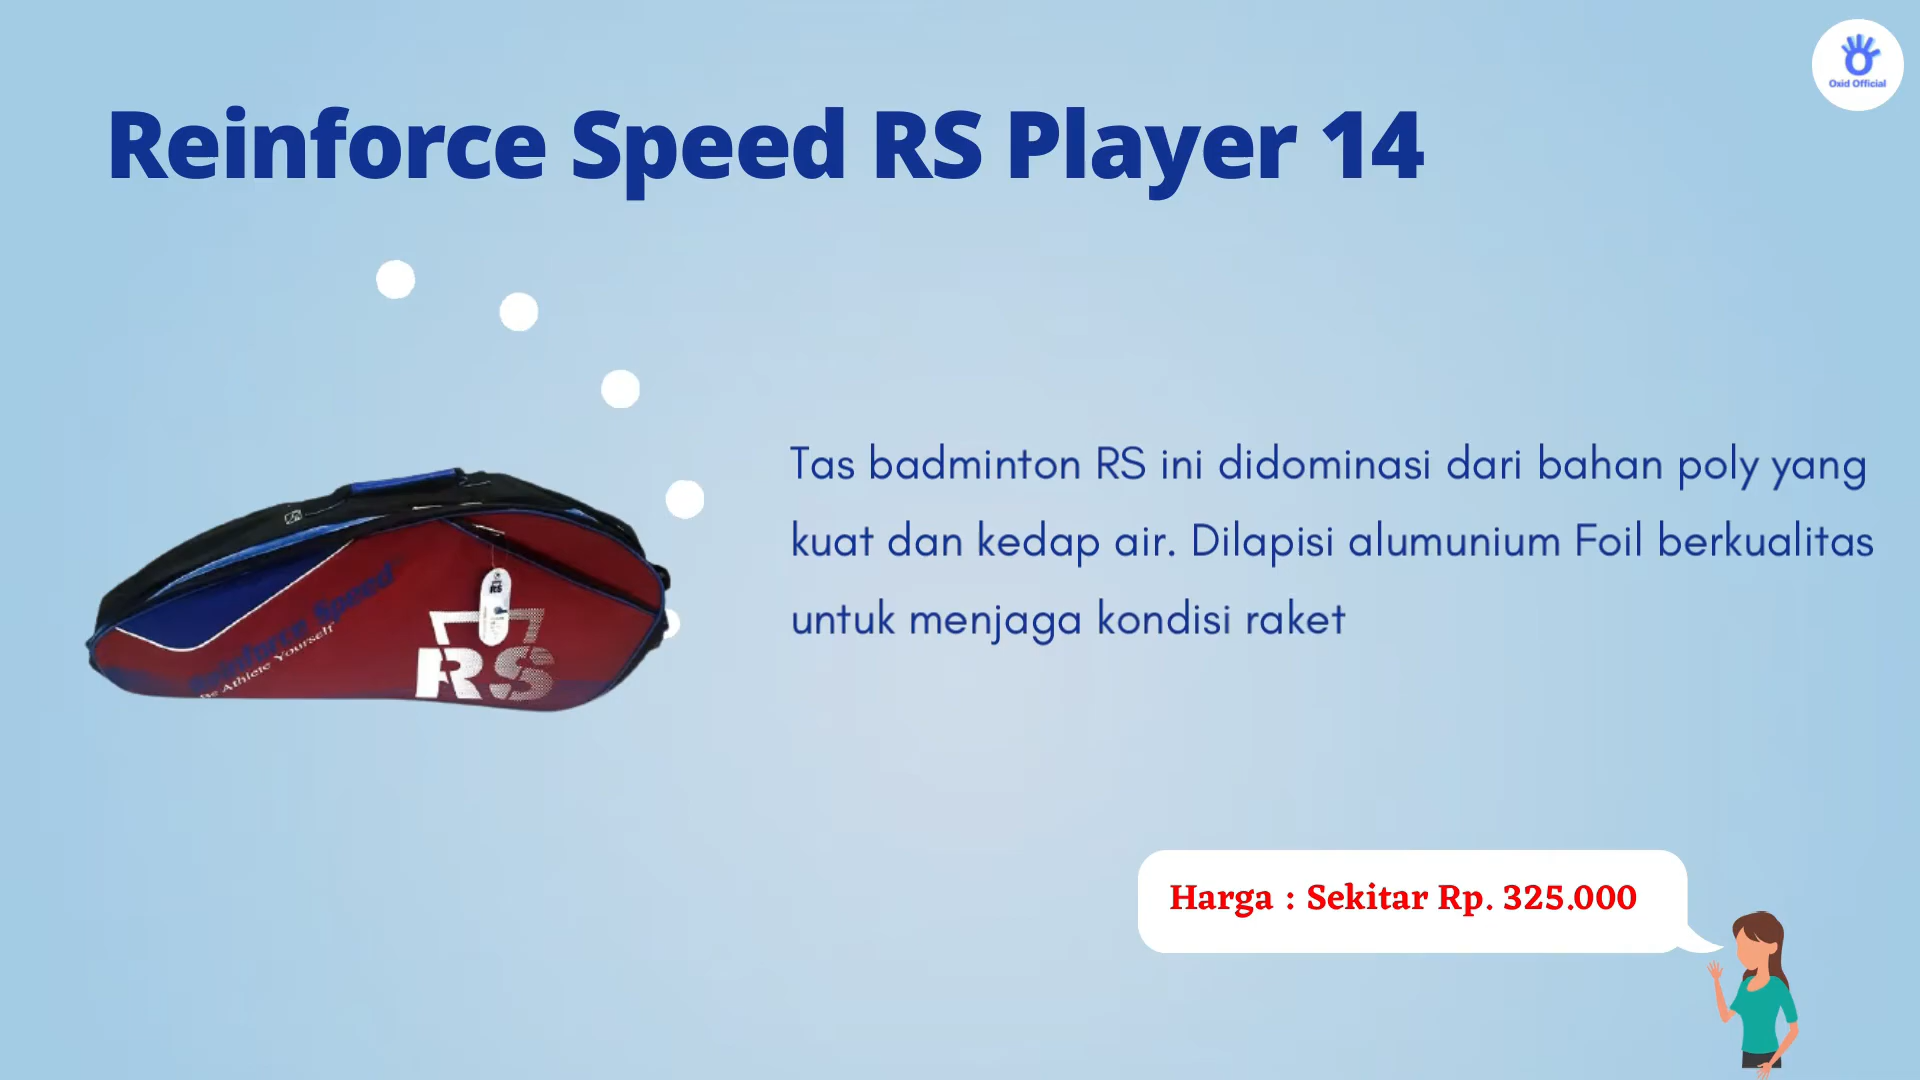 Oxid Official
Reinforce Speed RS Player 14
Tas badminton RS ini didominasi dari bahan poly yang
kuat dan kedap air. Dilapisi alumunium Foil berkualitas
untuk menjaga kondisi raket
Reinforce Speed
Be Athlete Yourself
RS
RS
Harga : Sekitar Rp. 325.000